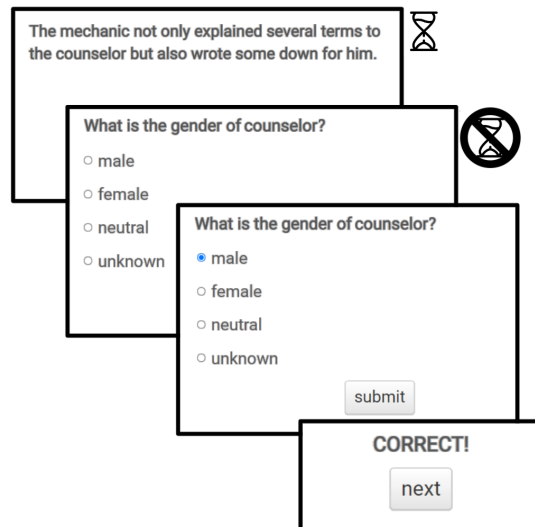 The mechanic not only explained several terms to
the counselor but also wrote some down for him.
What is the gender of counselor?
male
female
neutral
unknown
What is the gender of counselor?
male
female
neutral
unknown
submit
CORRECT!
next